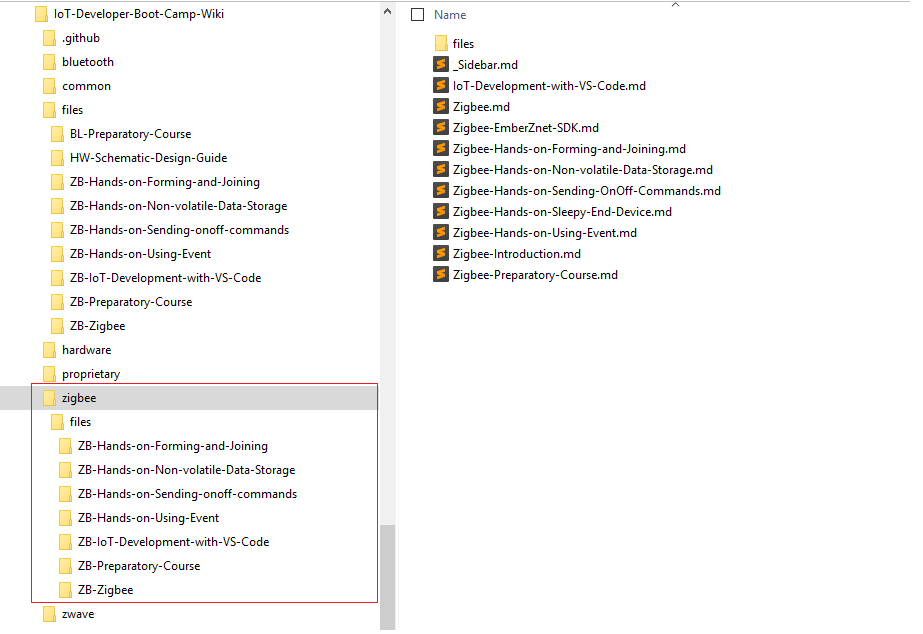 IoT-Developer-Boot-Camp-Wiki
.github
bluetooth
common
files
BL-Preparatory-Course
HW-Schematic-Design-Guide
ZB-Hands-on-Forming-and-Joining
ZB-Hands-on-Non-volatile-Data-Storage
ZB-Hands-on-Sending-onoff-commands
ZB-Hands-on-Using-Event
ZB-IoT-Development-with-VS-Code
ZB-Preparatory-Course
ZB-Zigbee
hardware
proprietary
zigbee
files
ZB-Hands-on-Forming-and-Joining
ZB-Hands-on-Non-volatile-Data-Storage
ZB-Hands-on-Sending-onoff-commands
ZB-Hands-on-Using-Event
ZB-IoT-Development-with-VS-Code
ZB-Preparatory-Course
ZB-Zigbee
zwave
Name
files
_Sidebar.md
IoT-Development-with-VS-Code.md
Zigbee.md
Zigbee-EmberZnet-SDK.md
Zigbee-Hands-on-Forming-and-Joining.md
Zigbee-Hands-on-Non-volatile-Data-Storage.md
Zigbee-Hands-on-Sending-OnOff-Commands.md
Zigbee-Hands-on-Sleepy-End-Device.md
Zigbee-Hands-on-Using-Event.md
Zigbee-Introduction.md
Zigbee-Preparatory-Course.md